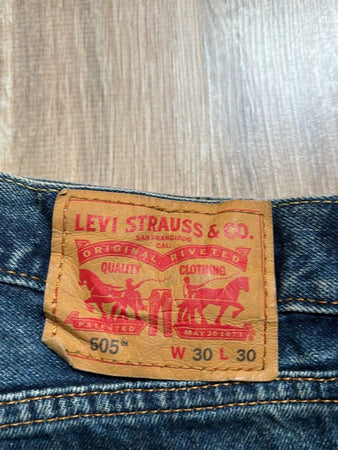 LEVI STRAUSS & CO.
SAN FRANCISCO
CAL.
ORIGINAL RIVETED
QUALITY CLOTHING
PATENTED MAY 20 1873
505™ W 30 L 30